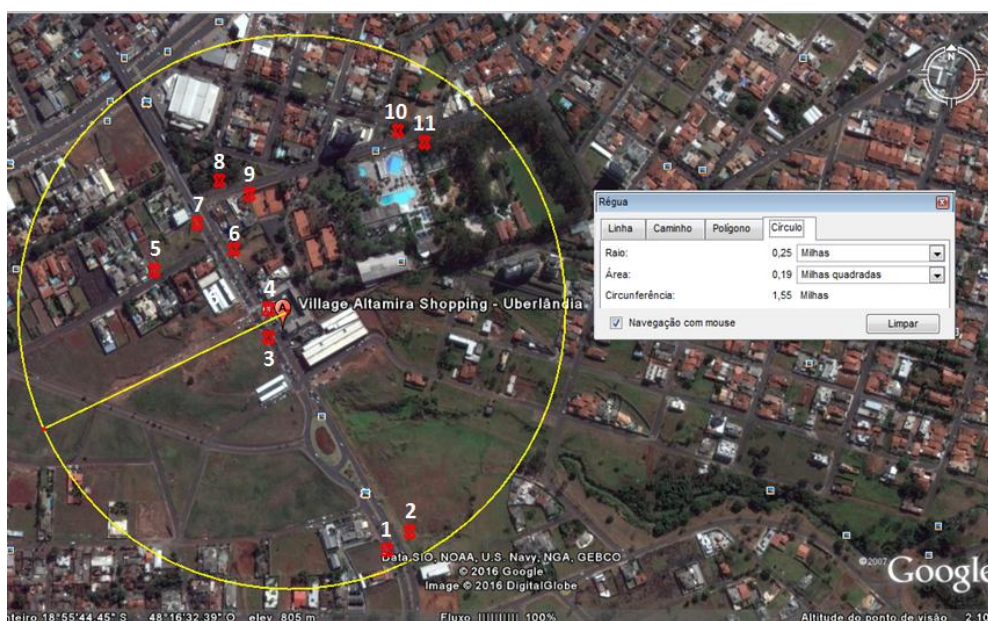 N
10
11
8
9
7
5
6
4
A
Village Altamira Shopping - Uberlândia
3
2
1
Régua
Linha Caminho Polígono Círculo
Raio: 0,25 Milhas
Área: 0,19 Milhas quadradas
Circunferência: 1,55 Milhas
Navegação com mouse Limpar
Data SIO, NOAA, U.S. Navy, NGA, GEBCO
© 2016 Google
Image © 2016 DigitalGlobe
©2007 Google
nteiro 18°55'44.45" S 48°16'32.39" O elev 805 m Fluxo ||||||||| 100% Altitude do ponto de visão 2.10